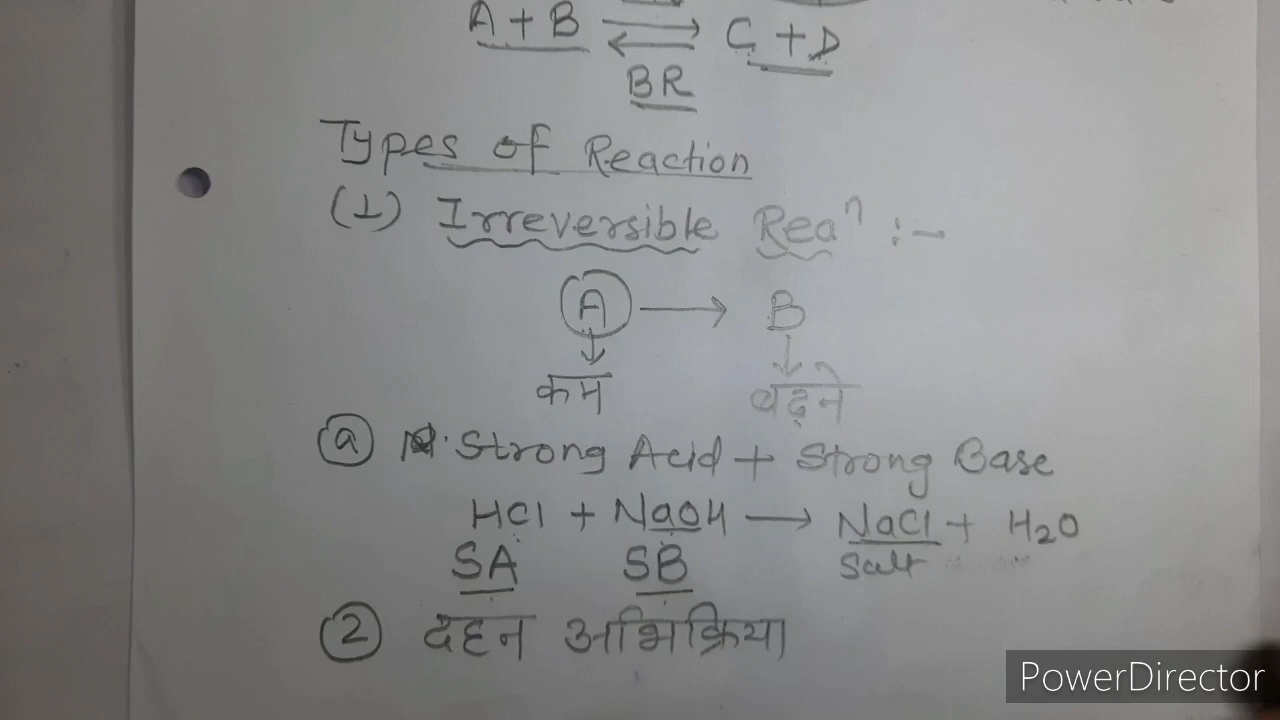 A + B ⇌ C + D
BR
Types of Reaction
(1) Irreversible Reaⁿ :-
A → B
↓ ↓
कम बढ़ने
(a) Strong Acid + Strong Base
HCl + NaOH → NaCl + H₂O
SA SB Salt
(2) दहन अभिक्रिया
PowerDirector